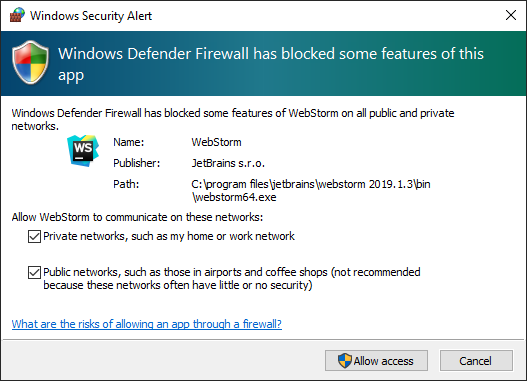 Windows Security Alert
Windows Defender Firewall has blocked some features of this
app
Windows Defender Firewall has blocked some features of WebStorm on all public and private
networks.
WS
Name: WebStorm
Publisher: JetBrains s.r.o.
Path: C:\program files\jetbrains\webstorm 2019.1.3\bin
\webstorm64.exe
Allow WebStorm to communicate on these networks:
Private networks, such as my home or work network
Public networks, such as those in airports and coffee shops (not recommended
because these networks often have little or no security)
What are the risks of allowing an app through a firewall?
Allow access
Cancel